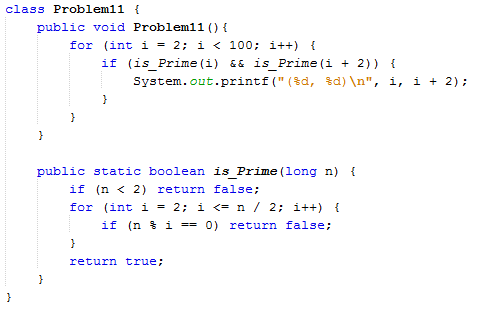 class Problem11 {
    public void Problem11(){
        for (int i = 2; i < 100; i++) {
            if (is_Prime(i) && is_Prime(i + 2)) {
                System.out.printf("(%d, %d)\n", i, i + 2);
            }
        }
    }

    public static boolean is_Prime(long n) {
        if (n < 2) return false;
        for (int i = 2; i <= n / 2; i++) {
            if (n % i == 0) return false;
        }
        return true;
    }
}